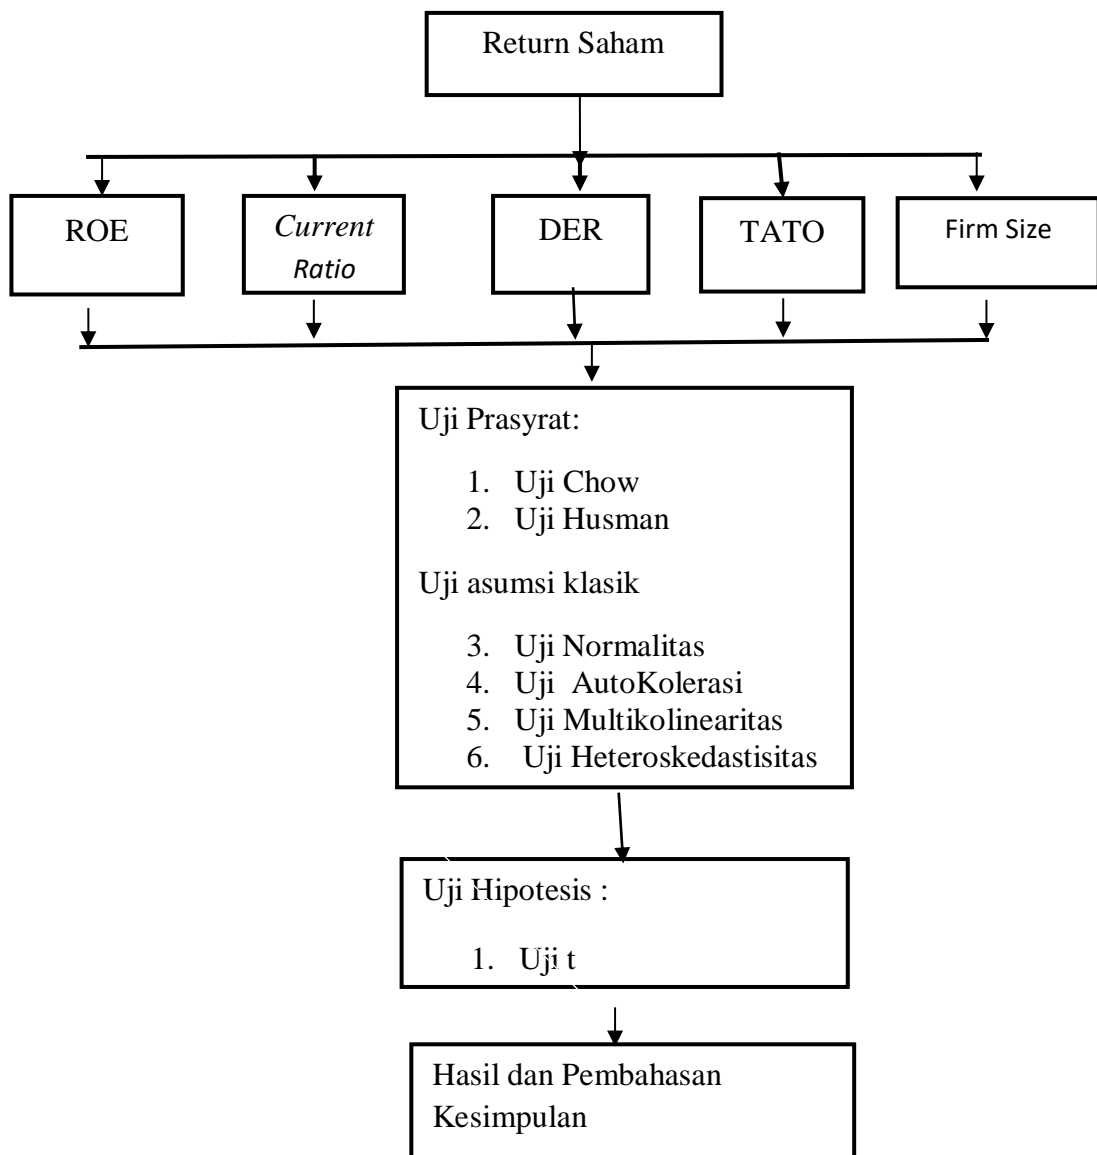 Return Saham
ROE
Current
Ratio
DER
TATO
Firm Size
Uji Prasyrat:
1. Uji Chow
2. Uji Husman
Uji asumsi klasik
3. Uji Normalitas
4. Uji AutoKolerasi
5. Uji Multikolinearitas
6. Uji Heteroskedastisitas
Uji Hipotesis :
1. Uji t
Hasil dan Pembahasan
Kesimpulan